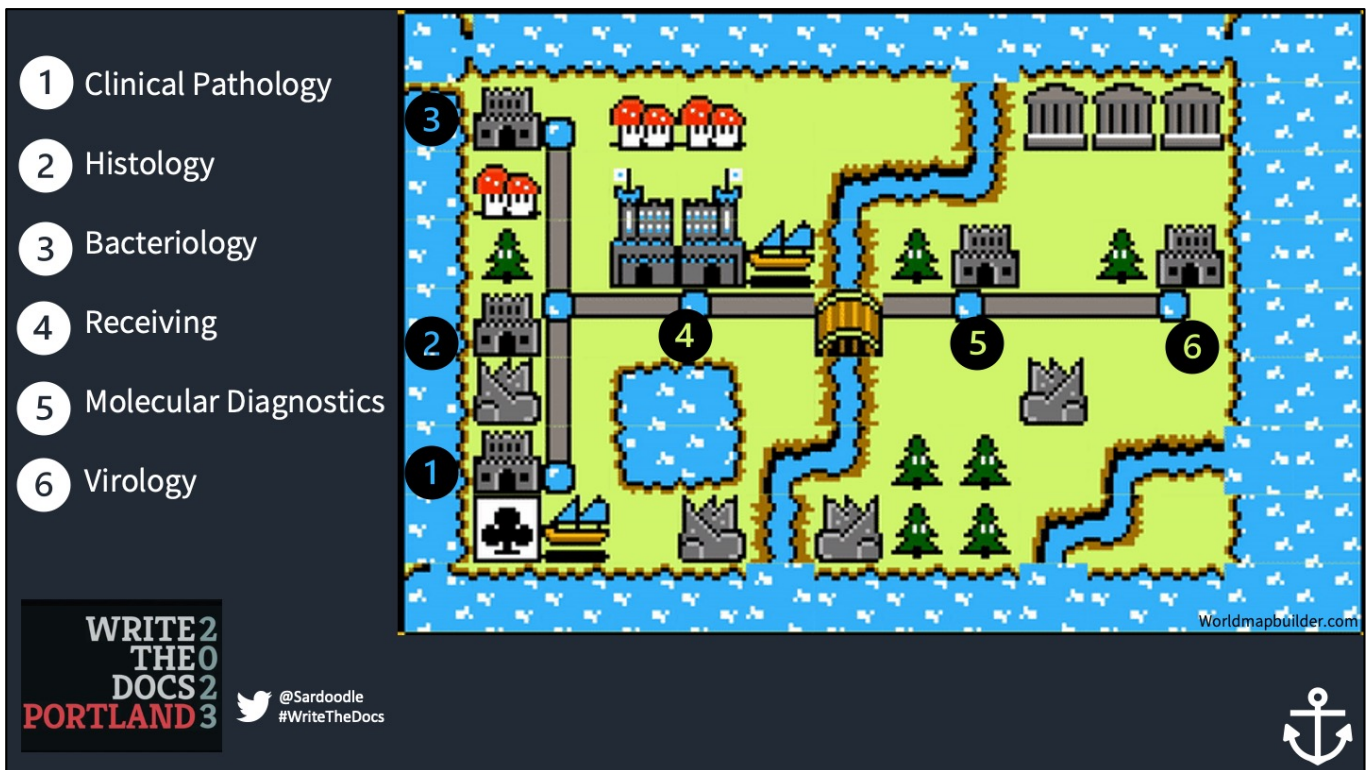 1 Clinical Pathology
2 Histology
3 Bacteriology
4 Receiving
5 Molecular Diagnostics
6 Virology
3
2
1
4
5
6
Worldmapbuilder.com
WRITE 2
THE 0
DOCS 2
PORTLAND 3
@Sardoodle
#WriteTheDocs